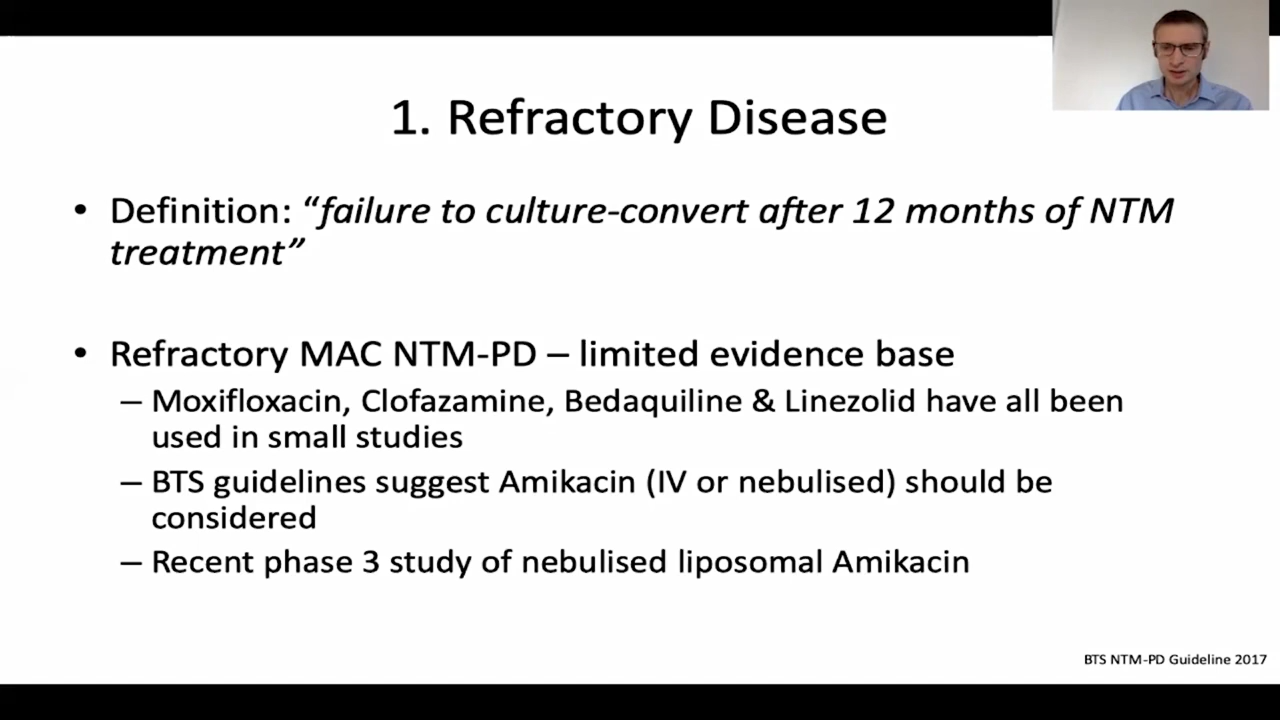 1. Refractory Disease
• Definition: “failure to culture-convert after 12 months of NTM
treatment”
• Refractory MAC NTM-PD – limited evidence base
– Moxifloxacin, Clofazamine, Bedaquiline & Linezolid have all been
used in small studies
– BTS guidelines suggest Amikacin (IV or nebulised) should be
considered
– Recent phase 3 study of nebulised liposomal Amikacin
BTS NTM-PD Guideline 2017